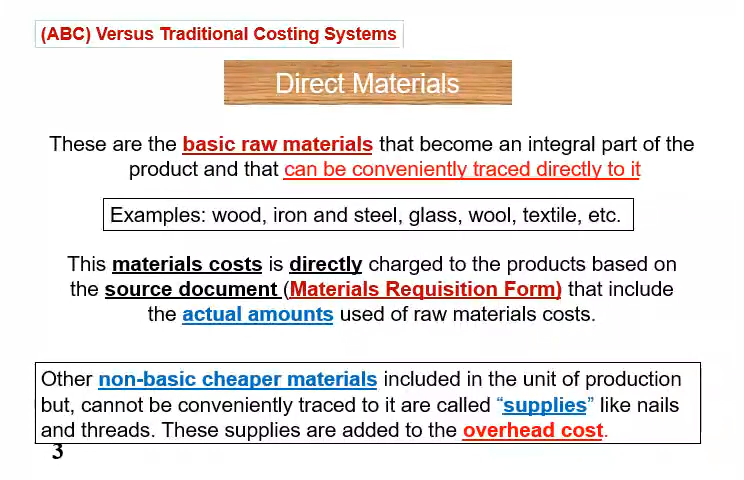 (ABC) Versus Traditional Costing Systems
Direct Materials
These are the basic raw materials that become an integral part of the
product and that can be conveniently traced directly to it
Examples: wood, iron and steel, glass, wool, textile, etc.
This materials costs is directly charged to the products based on
the source document (Materials Requisition Form) that include
the actual amounts used of raw materials costs.
Other non-basic cheaper materials included in the unit of production
but, cannot be conveniently traced to it are called “supplies” like nails
and threads. These supplies are added to the overhead cost.
3